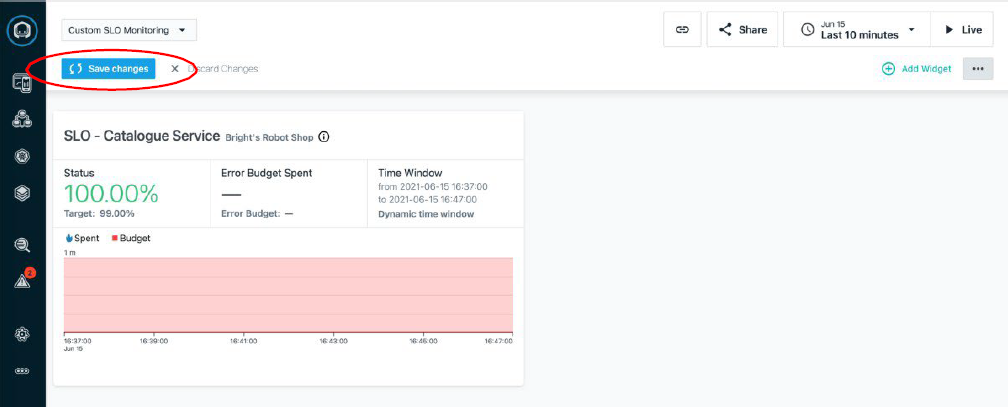 Custom SLO Monitoring
Share
Jun 15
Last 10 minutes
Live
Save changes
Discard Changes
Add Widget
2
SLO - Catalogue Service Bright's Robot Shop
Status
100.00%
Target: 99.00%
Error Budget Spent
—
Error Budget: —
Time Window
from 2021-06-15 16:37:00
to 2021-06-15 16:47:00
Dynamic time window
Spent Budget
1 m
16:37:00 16:39:00 16:41:00 16:43:00 16:45:00 16:47:00
Jun 15